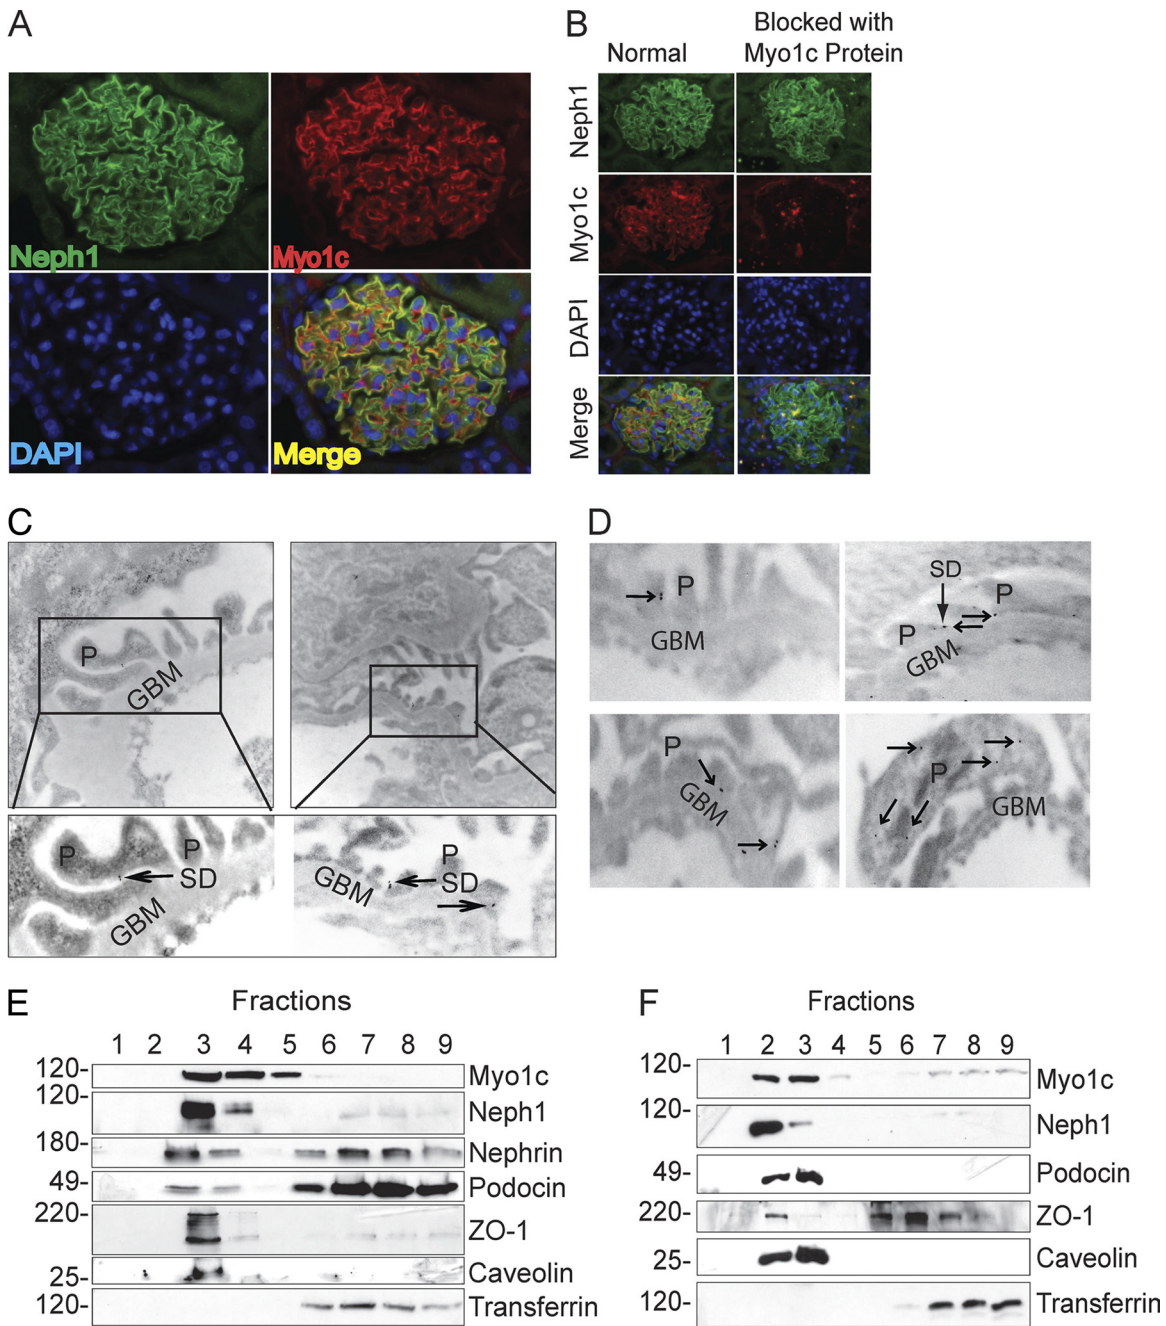 A
Neph1
Myo1c
DAPI
Merge
B
Normal
Blocked with
Myo1c Protein
Neph1
Myo1c
DAPI
Merge
C
P
GBM
P
P
SD
GBM
P
GBM
SD
D
P
GBM
SD
P
P
GBM
P
GBM
P
GBM
E
Fractions
1 2 3 4 5 6 7 8 9
120- Myo1c
120- Neph1
180- Nephrin
49- Podocin
220- ZO-1
25- Caveolin
120- Transferrin
F
Fractions
1 2 3 4 5 6 7 8 9
120- Myo1c
120- Neph1
49- Podocin
220- ZO-1
25- Caveolin
120- Transferrin